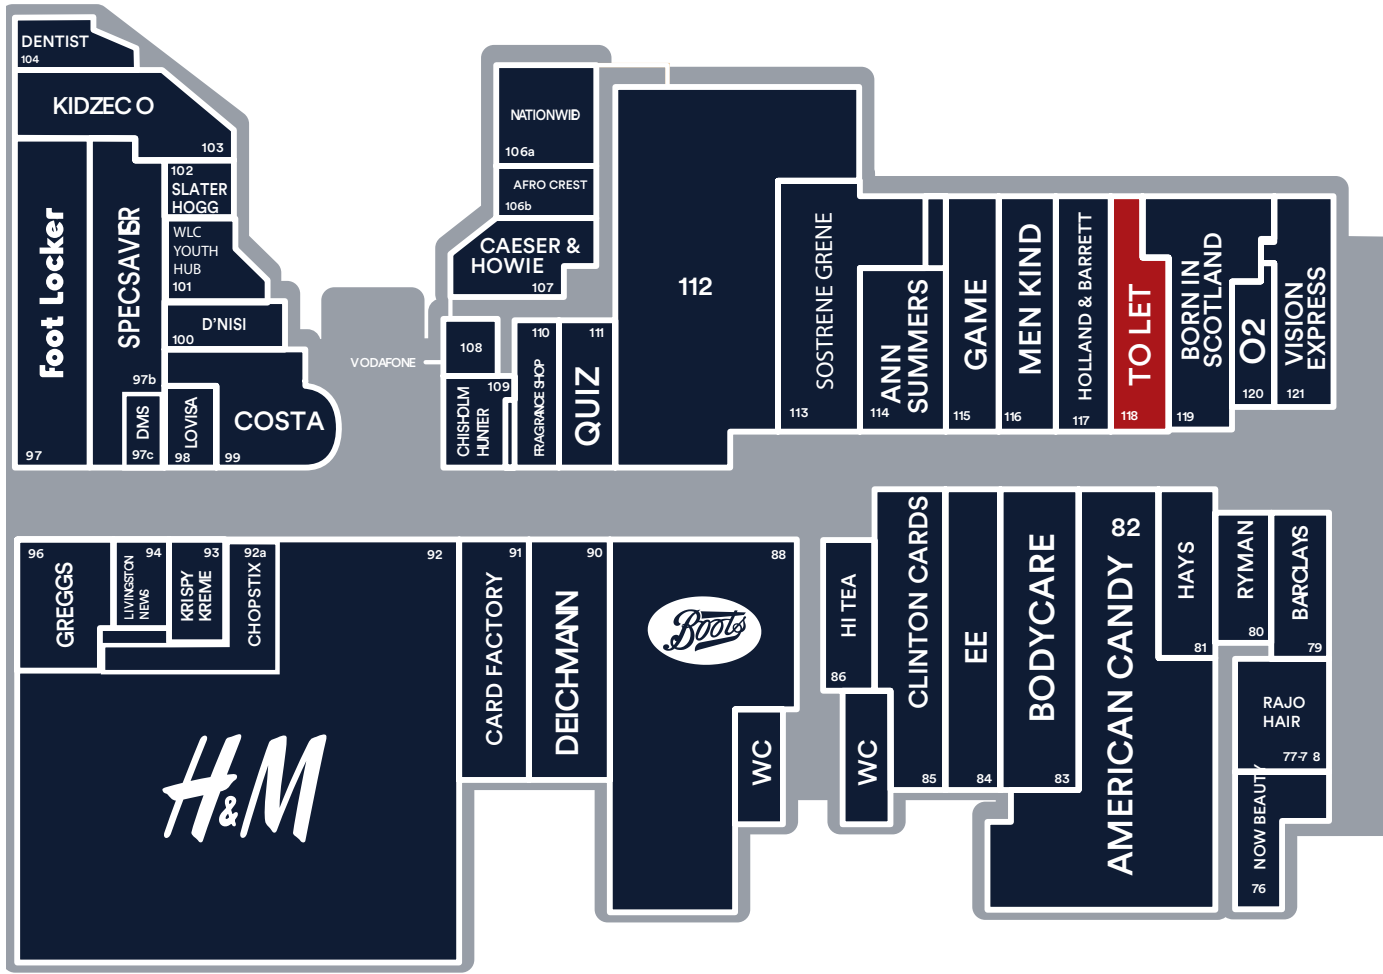 DENTIST
104
KIDZEC O
103
Foot Locker
97
SPECSAVER
97b
102
SLATER
HOGG
WLC
YOUTH
HUB
101
D'NISI
100
DMS
97c
LOVISA
98
COSTA
99
NATIONWIDE
106a
AFRO CREST
106b
CAESER &
HOWIE
107
VODAFONE
108
109
CHISHOLM
HUNTER
110
FRAGRANCE SHOP
111
QUIZ
112
SOSTRENE GRENE
113
ANN
SUMMERS
114
GAME
115
MEN KIND
116
HOLLAND & BARRETT
117
TO LET
118
BORN IN
SCOTLAND
119
O2
120
VISION
EXPRESS
121
96
GREGGS
94
LIVINGSTON
NEWS
93
KRISPY
KREME
92a
CHOPSTIX
92
H&M
91
CARD FACTORY
90
DEICHMANN
88
Boots
WC
HI TEA
86
WC
CLINTON CARDS
85
EE
84
BODYCARE
83
82
AMERICAN CANDY
HAYS
81
RYMAN
80
BARCLAYS
79
RAJO
HAIR
77-7 8
NOW BEAUTY
76